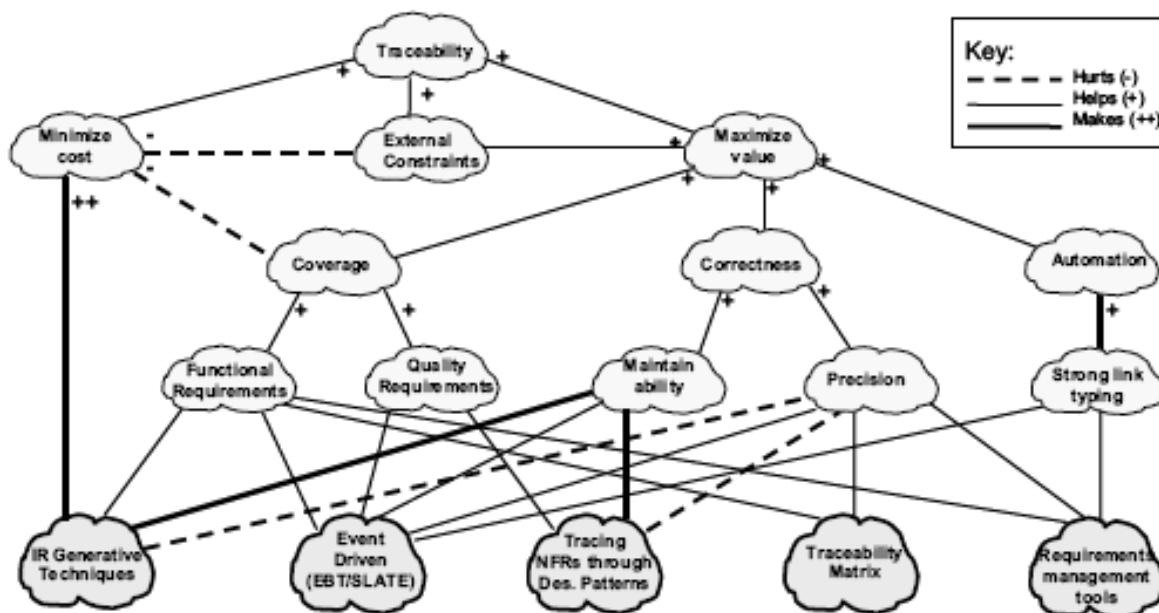 Traceability
Key:
Hurts (-)
Helps (+)
Makes (++)
+
+
+
Minimize
cost
-
-
++
External
Constraints
Maximize
value
+
+
+
+
Coverage
+
+
Correctness
+
+
Automation
+
Functional
Requirements
Quality
Requirements
Maintain
ability
Precision
Strong link
typing
IR Generative
Techniques
Event
Driven
(EBT/SLATE)
Tracing
NFRs through
Des. Patterns
Traceability
Matrix
Requirements
management
tools